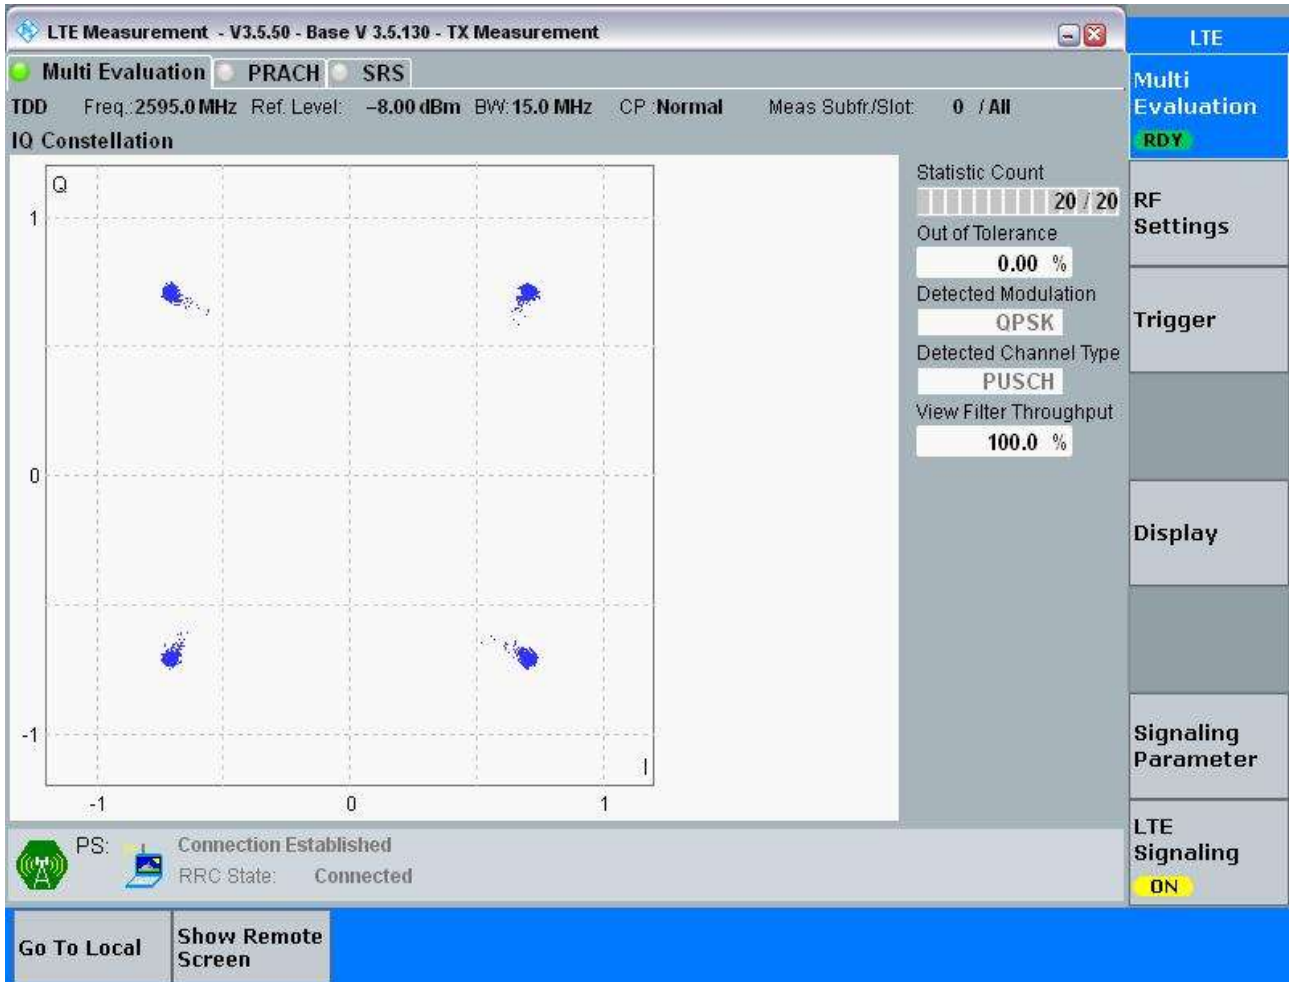 LTE Measurement - V3.5.50 - Base V 3.5.130 - TX Measurement
LTE
Multi Evaluation PRACH SRS
Multi
Evaluation
RDY
TDD Freq.:2595.0 MHz Ref. Level: -8.00 dBm BW:15.0 MHz CP :Normal Meas Subfr./Slot: 0 / All
IQ Constellation
Q
1
0
-1
I
-1 0 1
Statistic Count
20 / 20
Out of Tolerance
0.00 %
Detected Modulation
QPSK
Detected Channel Type
PUSCH
View Filter Throughput
100.0 %
RF
Settings
Trigger
Display
Signaling
Parameter
LTE
Signaling
ON
PS: Connection Established
RRC State: Connected
Go To Local
Show Remote
Screen